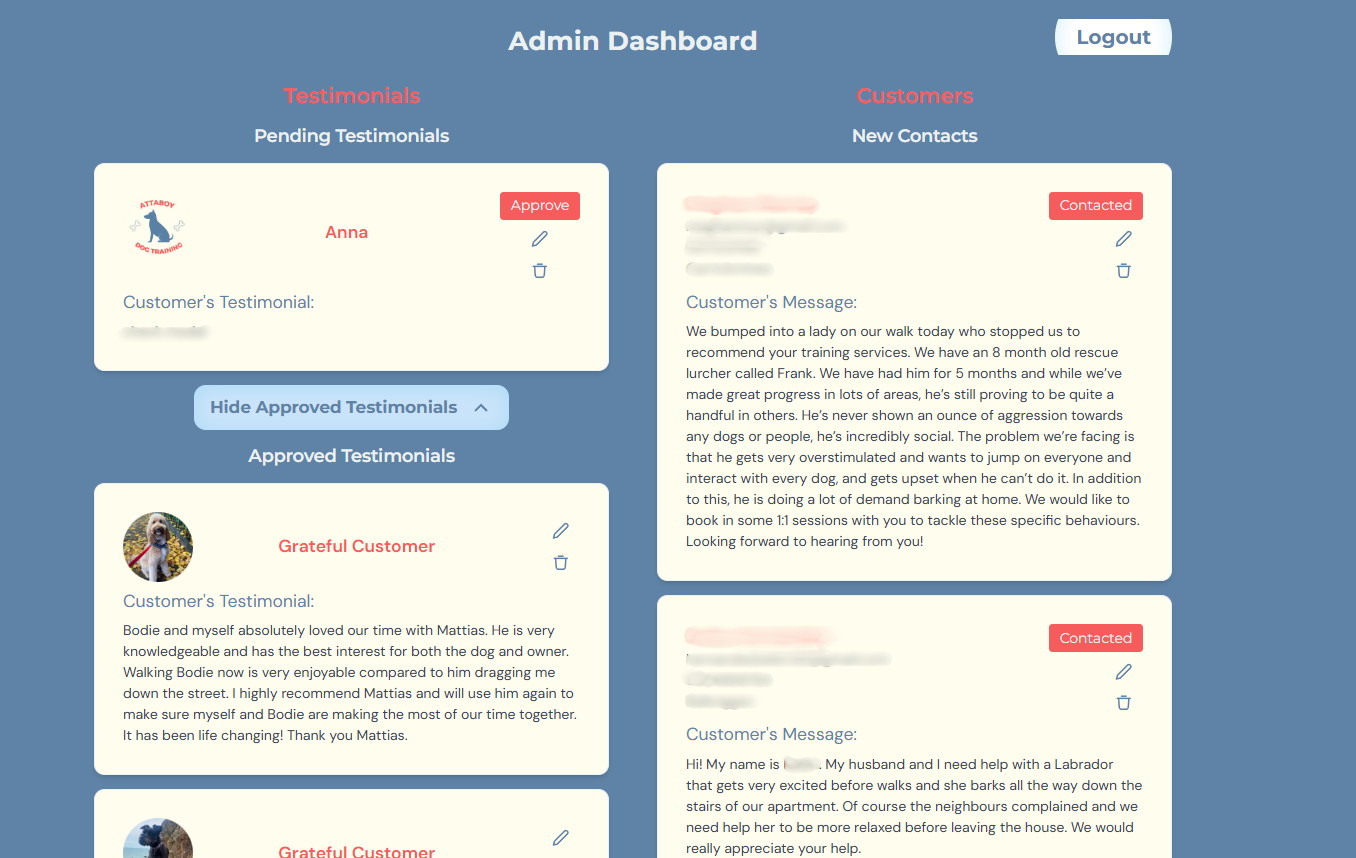 Admin Dashboard
Logout
Testimonials
Pending Testimonials
ATTABOY
DOG TRAINING
Anna
Approve
Customer's Testimonial:
Hide Approved Testimonials
Approved Testimonials
Grateful Customer
Customer's Testimonial:
Bodie and myself absolutely loved our time with Mattias. He is very
knowledgeable and has the best interest for both the dog and owner.
Walking Bodie now is very enjoyable compared to him dragging me
down the street. I highly recommend Mattias and will use him again to
make sure myself and Bodie are making the most of our time together.
It has been life changing! Thank you Mattias.
Grateful Customer
Customers
New Contacts
Contacted
Customer's Message:
We bumped into a lady on our walk today who stopped us to
recommend your training services. We have an 8 month old rescue
lurcher called Frank. We have had him for 5 months and while we’ve
made great progress in lots of areas, he’s still proving to be quite a
handful in others. He’s never shown an ounce of aggression towards
any dogs or people, he’s incredibly social. The problem we’re facing is
that he gets very overstimulated and wants to jump on everyone and
interact with every dog, and gets upset when he can’t do it. In addition
to this, he is doing a lot of demand barking at home. We would like to
book in some 1:1 sessions with you to tackle these specific behaviours.
Looking forward to hearing from you!
Contacted
Customer's Message:
Hi! My name is . My husband and I need help with a Labrador
that gets very excited before walks and she barks all the way down the
stairs of our apartment. Of course the neighbours complained and we
need help her to be more relaxed before leaving the house. We would
really appreciate your help.